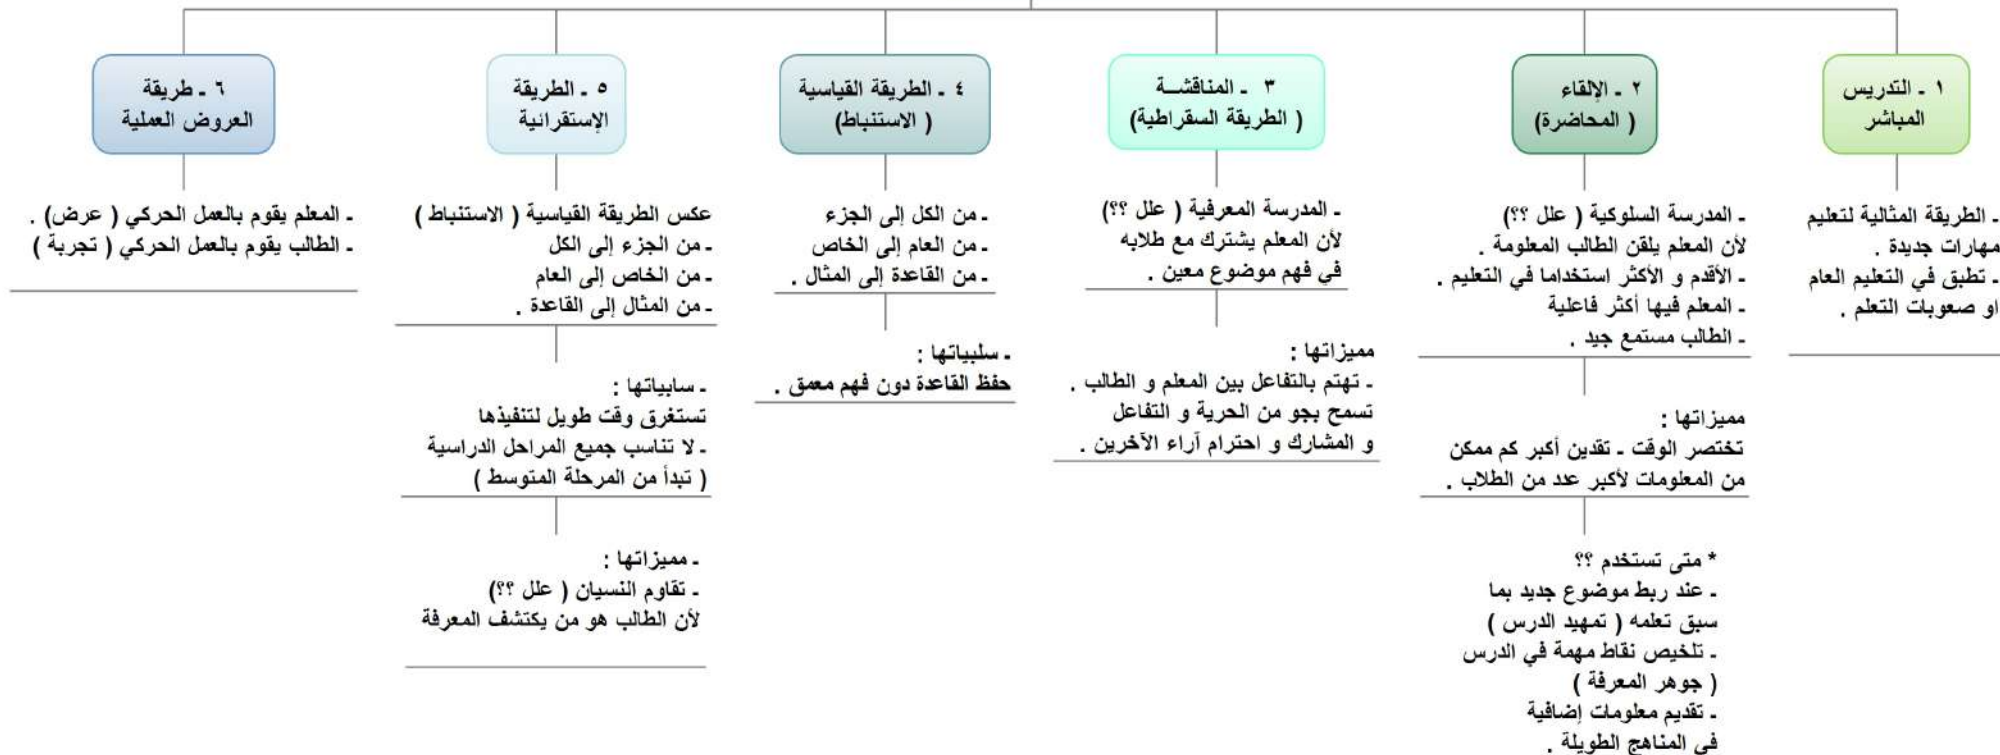 ١ ـ التدريس
المباشر
ـ الطريقة المثالية لتعليم
مهارات جديدة .
ـ تطبق في التعليم العام
او صعوبات التعلم .
٢ ـ الإلقاء
( المحاضرة)
ـ المدرسة السلوكية ( علل ؟؟)
لأن المعلم يلقن الطالب المعلومة .
ـ الأقدم و الأكثر استخداما في التعليم .
ـ المعلم فيها أكثر فاعلية
ـ الطالب مستمع جيد .
مميزاتها :
تختصر الوقت ـ تقدين أكبر كم ممكن
من المعلومات لأكبر عدد من الطلاب .
* متى تستخدم ؟؟
ـ عند ربط موضوع جديد بما
سبق تعلمه ( تمهيد الدرس )
ـ تلخيص نقاط مهمة في الدرس
( جوهر المعرفة )
ـ تقديم معلومات إضافية
في المناهج الطويلة .
٣ ـ المناقشــة
( الطريقة السقراطية)
ـ المدرسة المعرفية ( علل ؟؟)
لأن المعلم يشترك مع طلابه
في فهم موضوع معين .
مميزاتها :
ـ تهتم بالتفاعل بين المعلم و الطالب .
تسمح بجو من الحرية و التفاعل
و المشارك و احترام آراء الآخرين .
٤ ـ الطريقة القياسية
( الاستنباط)
ـ من الكل إلى الجزء
ـ من العام إلى الخاص
ـ من القاعدة إلى المثال .
ـ سلبياتها :
حفظ القاعدة دون فهم معمق .
٥ ـ الطريقة
الإستقرائية
عكس الطريقة القياسية ( الاستنباط )
ـ من الجزء إلى الكل
ـ من الخاص إلى العام
ـ من المثال إلى القاعدة .
ـ سابياتها :
تستغرق وقت طويل لتنفيذها
ـ لا تناسب جميع المراحل الدراسية
( تبدأ من المرحلة المتوسط )
ـ مميزاتها :
ـ تقاوم النسيان ( علل ؟؟)
لأن الطالب هو من يكتشف المعرفة
٦ ـ طريقة
العروض العملية
ـ المعلم يقوم بالعمل الحركي ( عرض) .
ـ الطالب يقوم بالعمل الحركي ( تجربة )